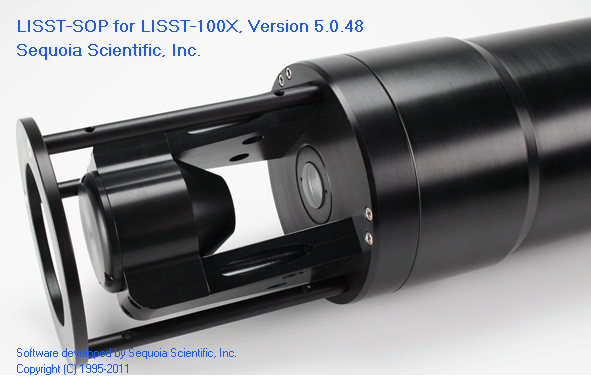 LISST-SOP for LISST-100X, Version 5.0.48
Sequoia Scientific, Inc.
Software developed by Sequoia Scientific, Inc.
Copyright (C) 1995-2011